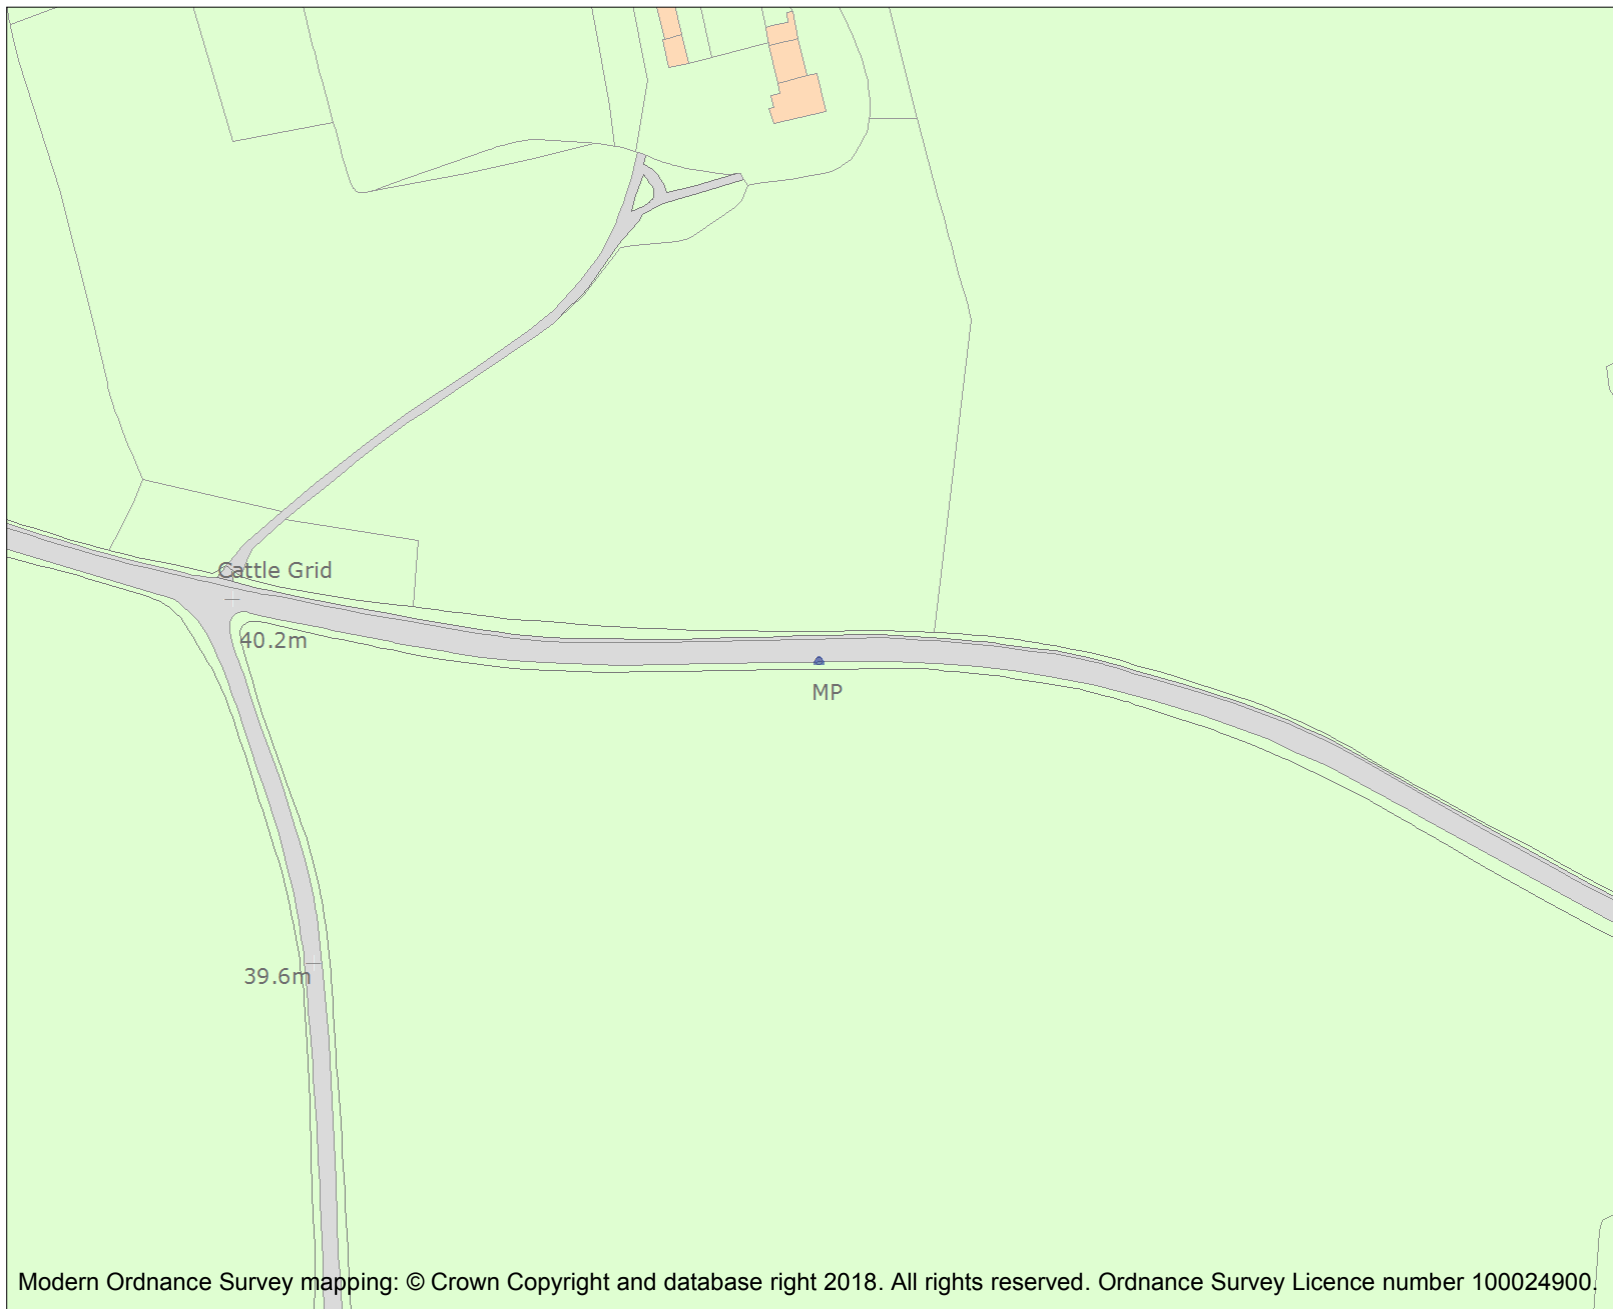 Cattle Grid
40.2m
MP
39.6m
Modern Ordnance Survey mapping: © Crown Copyright and database right 2018. All rights reserved. Ordnance Survey Licence number 100024900.